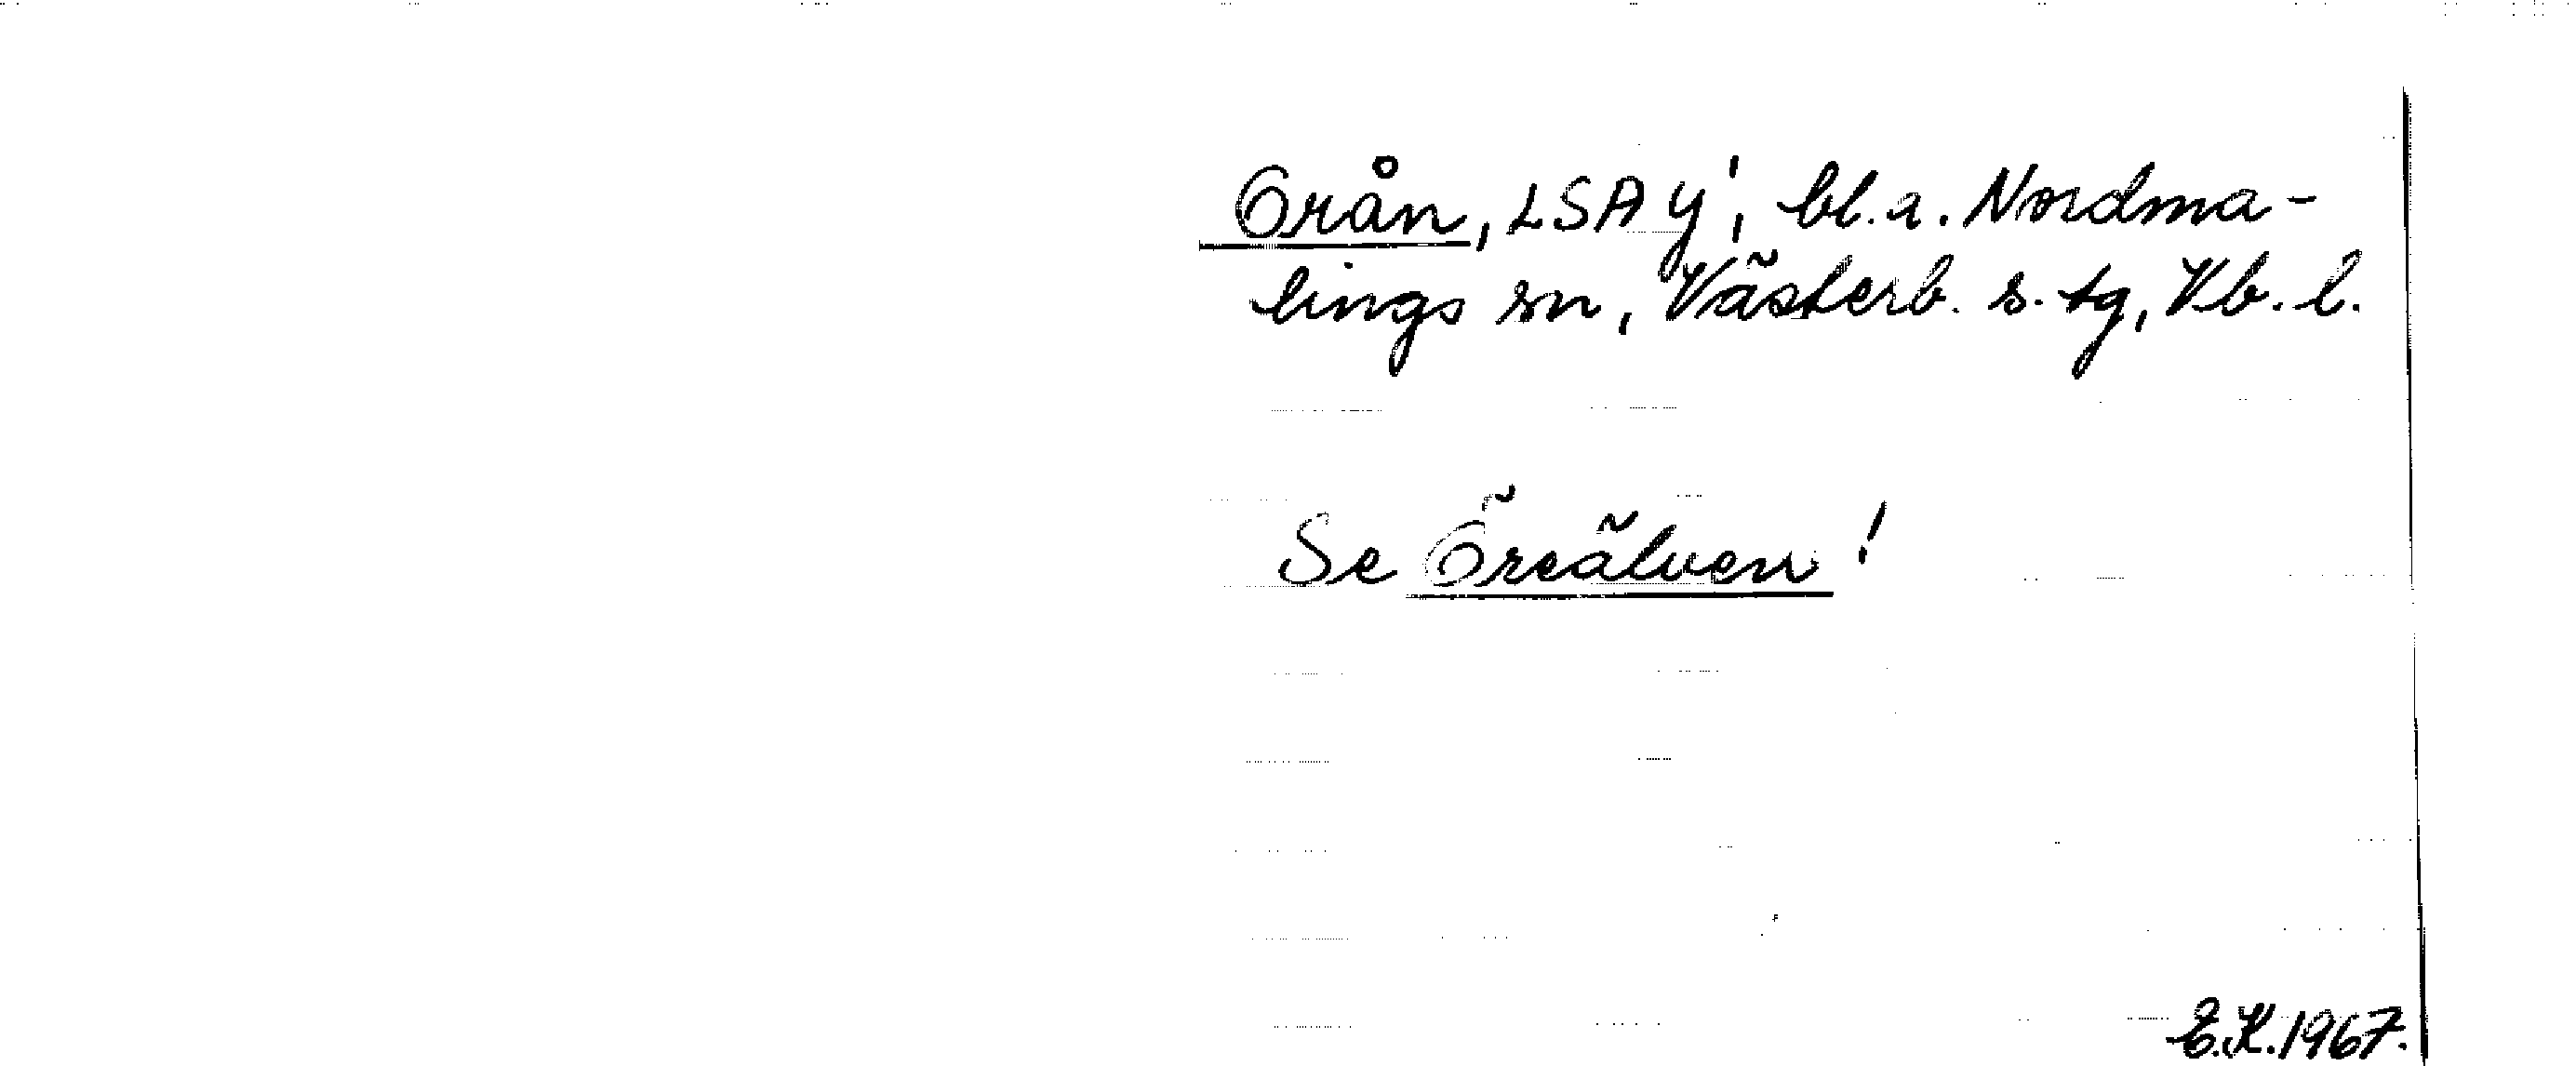 Orån, LSA y', bl.a. Nordma-
lings sn, Västerb. s. tg, Vb. l.
Se Öreälven!
E.K. 1967.